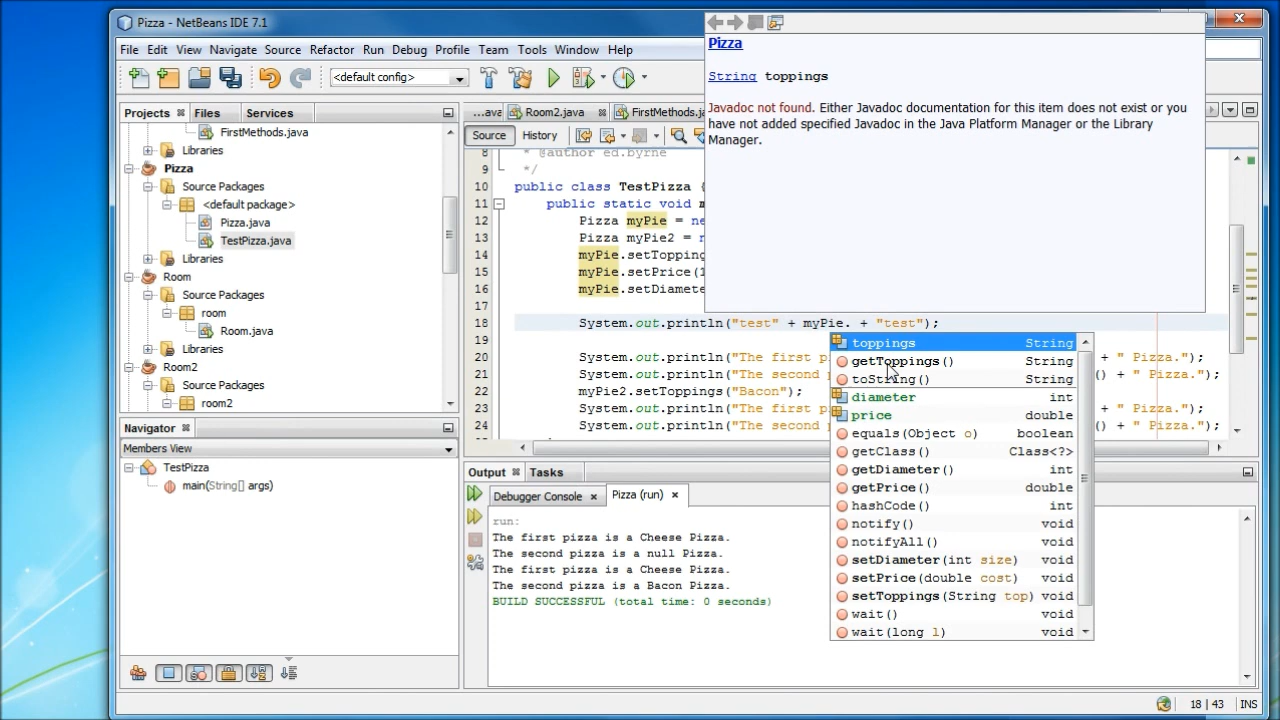 Pizza - NetBeans IDE 7.1
File Edit View Navigate Source Refactor Run Debug Profile Team Tools Window Help
<default config>
Projects Files Services
FirstMethods.java
Libraries
Pizza
Source Packages
<default package>
Pizza.java
TestPizza.java
Libraries
Room
Source Packages
room
Room.java
Libraries
Room2
Source Packages
room2
Navigator
Members View
TestPizza
main(String[] args)
...ava Room2.java FirstMethods.java
Source History
8 * @author ed.byrne
9 */
10 public class TestPizza {
11 public static void m
12 Pizza myPie = ne
13 Pizza myPie2 = n
14 myPie.setTopping
15 myPie.setPrice(1
16 myPie.setDiamete
17
18 System.out.println("test" + myPie. + "test");
19
20 System.out.println("The first p + " Pizza.");
21 System.out.println("The second () + " Pizza.");
22 myPie2.setToppings("Bacon");
23 System.out.println("The first p + " Pizza.");
24 System.out.println("The second () + " Pizza.");
Pizza
String toppings
Javadoc not found. Either Javadoc documentation for this item does not exist or you
have not added specified Javadoc in the Java Platform Manager or the Library
Manager.
toppings String
getToppings() String
toString() String
diameter int
price double
equals(Object o) boolean
getClass() Class<?>
getDiameter() int
getPrice() double
hashCode() int
notify() void
notifyAll() void
setDiameter(int size) void
setPrice(double cost) void
setToppings(String top) void
wait() void
wait(long l) void
Output Tasks
Debugger Console Pizza (run)
run:
The first pizza is a Cheese Pizza.
The second pizza is a null Pizza.
The first pizza is a Cheese Pizza.
The second pizza is a Bacon Pizza.
BUILD SUCCESSFUL (total time: 0 seconds)
18 | 43 INS